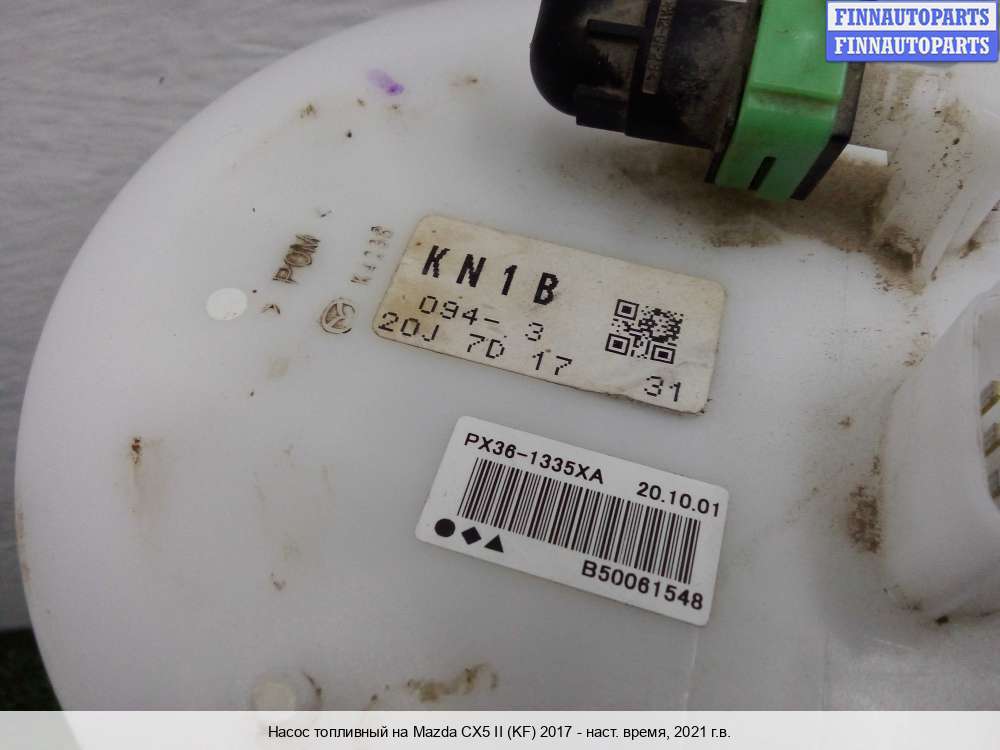 FINNAUTOPARTS
FINNAUTOPARTS
> POM
K4238
KN1B
094- 3
20J 7D 17 31
PX36-1335XA 20.10.01
B50061548
Насос топливный на Mazda CX5 II (KF) 2017 - наст. время, 2021 г.в.